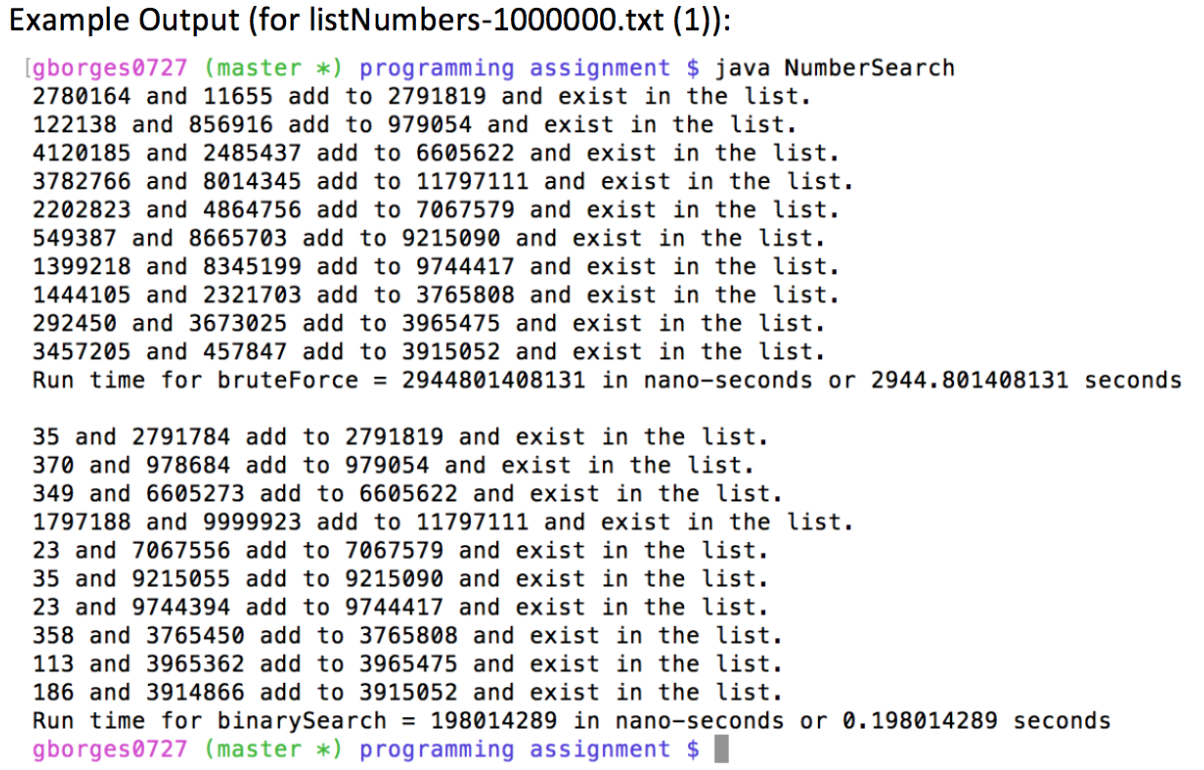 Example Output (for listNumbers-1000000.txt (1)):
[gborges0727 (master *) programming assignment $ java NumberSearch
2780164 and 11655 add to 2791819 and exist in the list.
122138 and 856916 add to 979054 and exist in the list.
4120185 and 2485437 add to 6605622 and exist in the list.
3782766 and 8014345 add to 11797111 and exist in the list.
2202823 and 4864756 add to 7067579 and exist in the list.
549387 and 8665703 add to 9215090 and exist in the list.
1399218 and 8345199 add to 9744417 and exist in the list.
1444105 and 2321703 add to 3765808 and exist in the list.
292450 and 3673025 add to 3965475 and exist in the list.
3457205 and 457847 add to 3915052 and exist in the list.
Run time for bruteForce = 2944801408131 in nano-seconds or 2944.801408131 seconds
35 and 2791784 add to 2791819 and exist in the list.
370 and 978684 add to 979054 and exist in the list.
349 and 6605273 add to 6605622 and exist in the list.
1797188 and 9999923 add to 11797111 and exist in the list.
23 and 7067556 add to 7067579 and exist in the list.
35 and 9215055 add to 9215090 and exist in the list.
23 and 9744394 add to 9744417 and exist in the list.
358 and 3765450 add to 3765808 and exist in the list.
113 and 3965362 add to 3965475 and exist in the list.
186 and 3914866 add to 3915052 and exist in the list.
Run time for binarySearch = 198014289 in nano-seconds or 0.198014289 seconds
gborges0727 (master *) programming assignment $